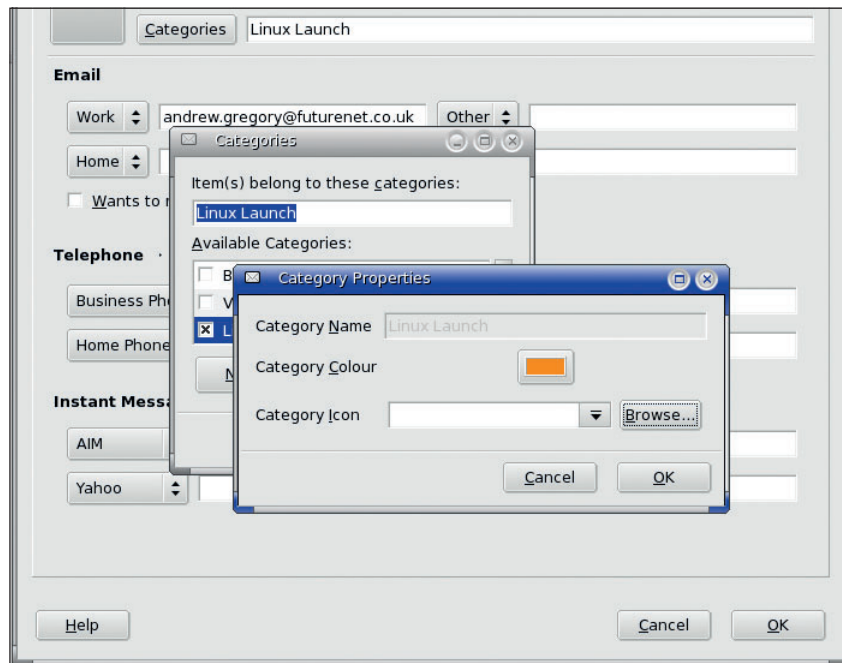 Categories Linux Launch
Email
Work andrew.gregory@futurenet.co.uk Other
Home
Wants to
Categories
Item(s) belong to these categories:
Linux Launch
Available Categories:
Telephone
B
V
L
N
Business Ph
Home Phone
Category Properties
Category Name Linux Launch
Category Colour
Category Icon Browse...
Cancel OK
Instant Messa
AIM
Yahoo
Help Cancel OK